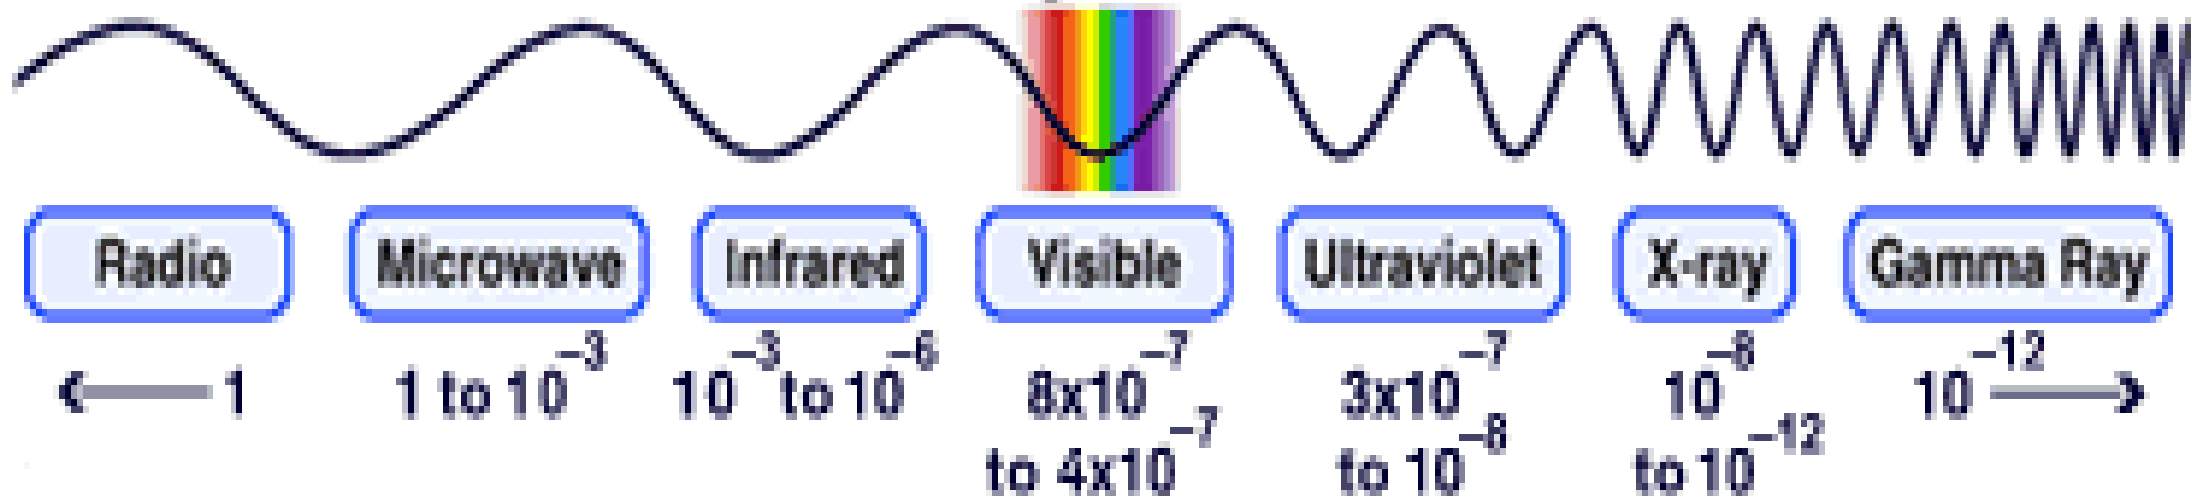 Radio Microwave Infrared Visible Ultraviolet X-ray Gamma Ray
← 1 1 to 10⁻³ 10⁻³ to 10⁻⁶ 8x10⁻⁷ 3x10⁻⁷ 10⁻⁸ 10⁻¹² →
to 4x10⁻⁷ to 10⁻⁸ to 10⁻¹²